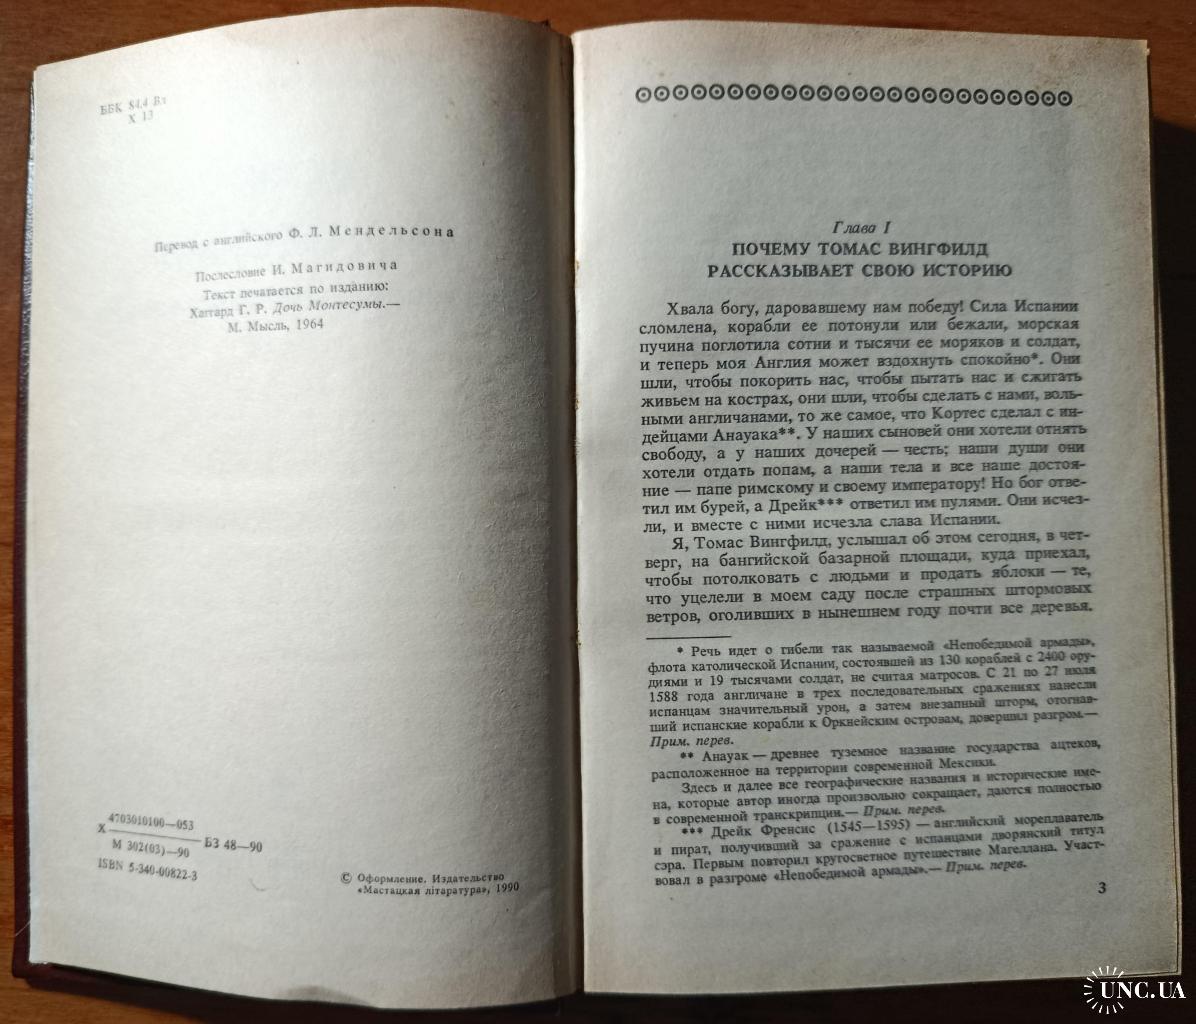 ББК 84.4 Вл
Х 13
Перевод с английского Ф. Л. Мендельсона
Послесловие И. Магидовича
Текст печатается по изданию:
Хаггард Г. Р. Дочь Монтесумы.—
М. Мысль, 1964
4703010100—053
Х
М 302(03)—90
БЗ 48—90
ISBN 5-340-00822-3
© Оформление. Издательство
«Мастацкая літаратура», 1990
Глава I
ПОЧЕМУ ТОМАС ВИНГФИЛД
РАССКАЗЫВАЕТ СВОЮ ИСТОРИЮ
Хвала богу, даровавшему нам победу! Сила Испании
сломлена, корабли ее потонули или бежали, морская
пучина поглотила сотни и тысячи ее моряков и солдат,
и теперь моя Англия может вздохнуть спокойно*. Они
шли, чтобы покорить нас, чтобы пытать нас и сжигать
живьем на кострах, они шли, чтобы сделать с нами, воль-
ными англичанами, то же самое, что Кортес сделал с ин-
дейцами Анауака**. У наших сыновей они хотели отнять
свободу, а у наших дочерей — честь; наши души они
хотели отдать попам, а наши тела и все наше достоя-
ние — папе римскому и своему императору! Но бог отве-
тил им бурей, а Дрейк*** ответил им пулями. Они исчез-
ли, и вместе с ними исчезла слава Испании.
Я, Томас Вингфилд, услышал об этом сегодня, в чет-
верг, на бангийской базарной площади, куда приехал,
чтобы потолковать с людьми и продать яблоки — те,
что уцелели в моем саду после страшных штормовых
ветров, оголивших в нынешнем году почти все деревья.
* Речь идет о гибели так называемой «Непобедимой армады»,
флота католической Испании, состоявшей из 130 кораблей с 2400 ору-
диями и 19 тысячами солдат, не считая матросов. С 21 по 27 июля
1588 года англичане в трех последовательных сражениях нанесли
испанцам значительный урон, а затем внезапный шторм, отогнав-
ший испанские корабли к Оркнейским островам, довершил разгром.—
Прим. перев.
** Анауак — древнее туземное название государства ацтеков,
расположенное на территории современной Мексики.
Здесь и далее все географические названия и исторические име-
на, которые автор иногда произвольно сокращает, даются полностью
в современной транскрипции.— Прим. перев.
*** Дрейк Френсис (1545—1595) — английский мореплаватель
и пират, получивший за сражение с испанцами дворянский титул
сэра. Первым повторил кругосветное путешествие Магеллана. Участ-
вовал в разгроме «Непобедимой армады».— Прим. перев.
3
UNC.UA